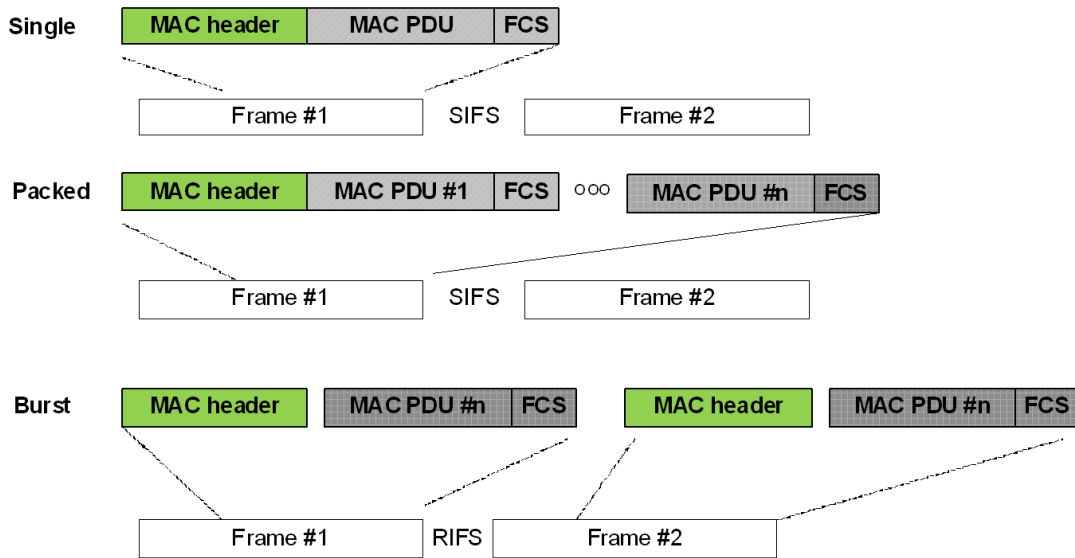 Single MAC header MAC PDU FCS
Frame #1 SIFS Frame #2
Packed MAC header MAC PDU #1 FCS ooo MAC PDU #n FCS
Frame #1 SIFS Frame #2
Burst MAC header MAC PDU #n FCS MAC header MAC PDU #n FCS
Frame #1 RIFS Frame #2